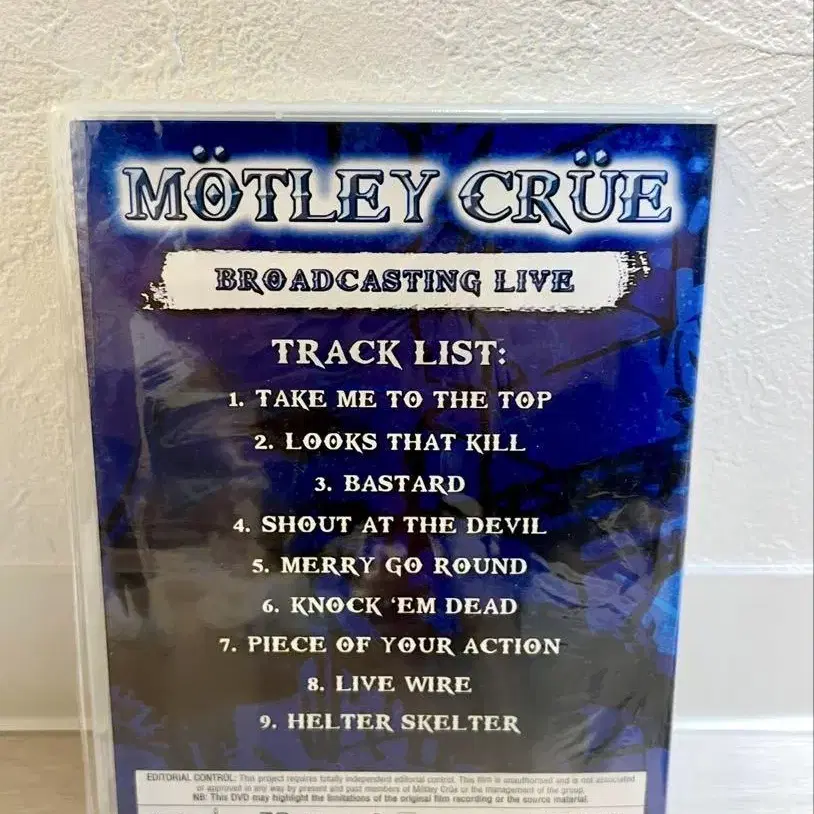 MÖTLEY CRÜE
BROADCASTING LIVE
TRACK LIST:
1. TAKE ME TO THE TOP
2. LOOKS THAT KILL
3. BASTARD
4. SHOUT AT THE DEVIL
5. MERRY GO ROUND
6. KNOCK 'EM DEAD
7. PIECE OF YOUR ACTION
8. LIVE WIRE
9. HELTER SKELTER
EDITORIAL CONTROL: This project requires totally independent editorial control. This film is unauthorised and is not associated
or approved in any way by present and past members of Mötley Crüe or the management of the group.
NB: This DVD may highlight the limitations of the original film recording or the source material.